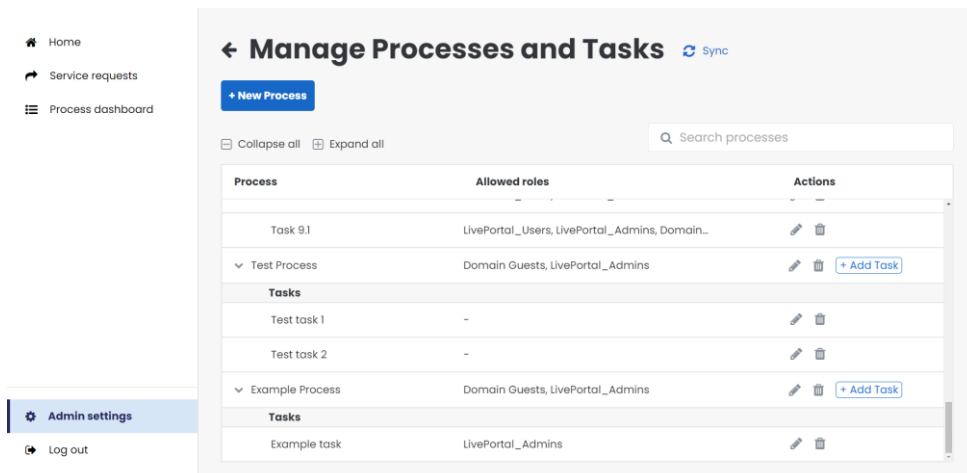 Home
Service requests
Process dashboard
Admin settings
Log out
Manage Processes and Tasks Sync
+ New Process
Collapse all Expand all
Search processes
Process Allowed roles Actions
Task 9.1 LivePortal_Users, LivePortal_Admins, Domain...
Test Process Domain Guests, LivePortal_Admins + Add Task
Tasks
Test task 1 -
Test task 2 -
Example Process Domain Guests, LivePortal_Admins + Add Task
Tasks
Example task LivePortal_Admins